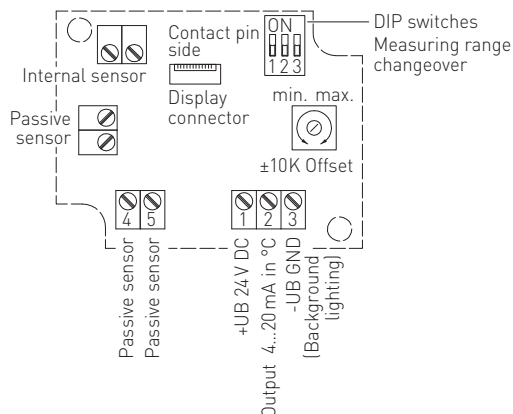 Contact pin
side
ON
1 2 3
DIP switches
Measuring range
changeover
Internal sensor
Display
connector
min. max.
Passive
sensor
±10K Offset
4
5
1
2
3
Passive sensor
Passive sensor
+UB 24 V DC
Output 4...20 mA in °C
-UB GND
(Background
lighting)